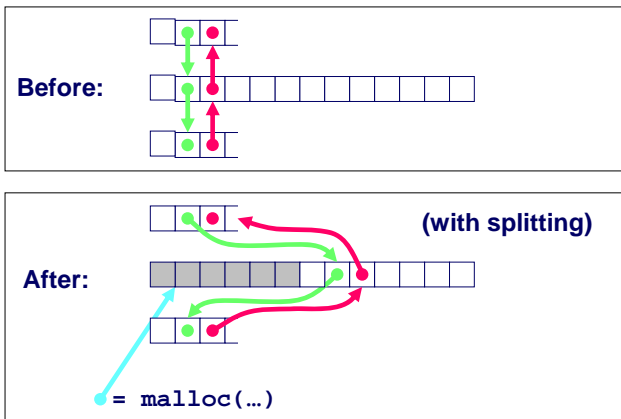 Before:
(with splitting)
After:
= malloc(…)